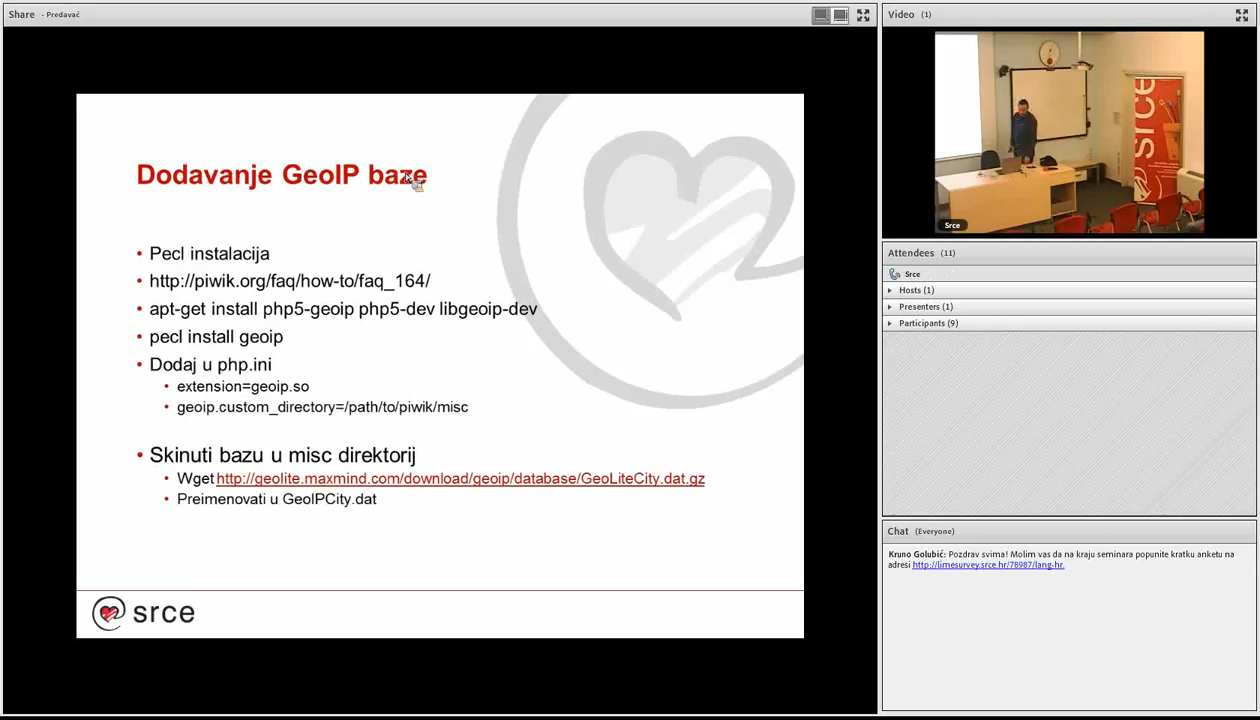 Share - Predavač
Dodavanje GeoIP baze
• Pecl instalacija
• http://piwik.org/faq/how-to/faq_164/
• apt-get install php5-geoip php5-dev libgeoip-dev
• pecl install geoip
• Dodaj u php.ini
• extension=geoip.so
• geoip.custom_directory=/path/to/piwik/misc
• Skinuti bazu u misc direktorij
• Wget http://geolite.maxmind.com/download/geoip/database/GeoLiteCity.dat.gz
• Preimenovati u GeoIPCity.dat
srce
Video (1)
srce
Srce
Attendees (11)
Srce
Hosts (1)
Presenters (1)
Participants (9)
Chat (Everyone)
Kruno Golubić: Pozdrav svima! Molim vas da na kraju seminara popunite kratku anketu na
adresi http://limesurvey.srce.hr/78987/lang-hr.